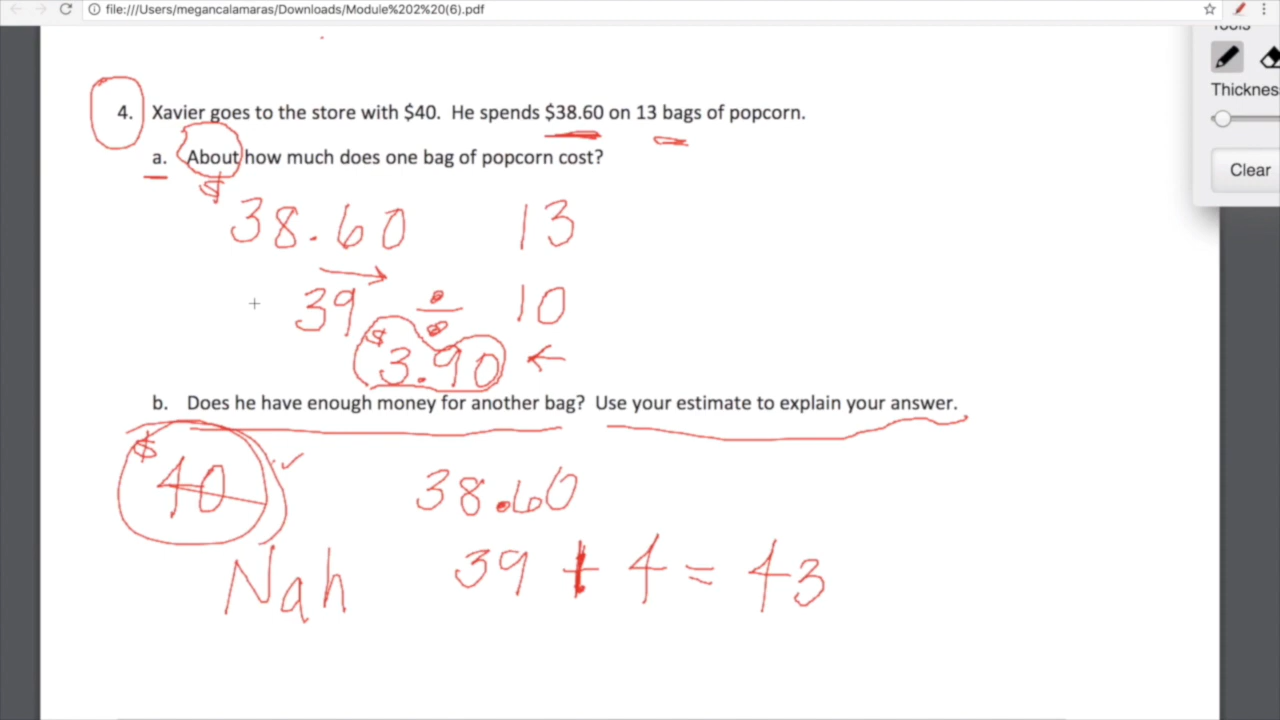 file:///Users/megancalamaras/Downloads/Module%202%20(6).pdf
Tools
Thicknes
Clear
4. Xavier goes to the store with $40. He spends $38.60 on 13 bags of popcorn.
a. About how much does one bag of popcorn cost?
$38.60 13
39 ÷ 10
$3.90 ←
b. Does he have enough money for another bag? Use your estimate to explain your answer.
$40 ✓ 38.60
Nah 39 + 4 = 43